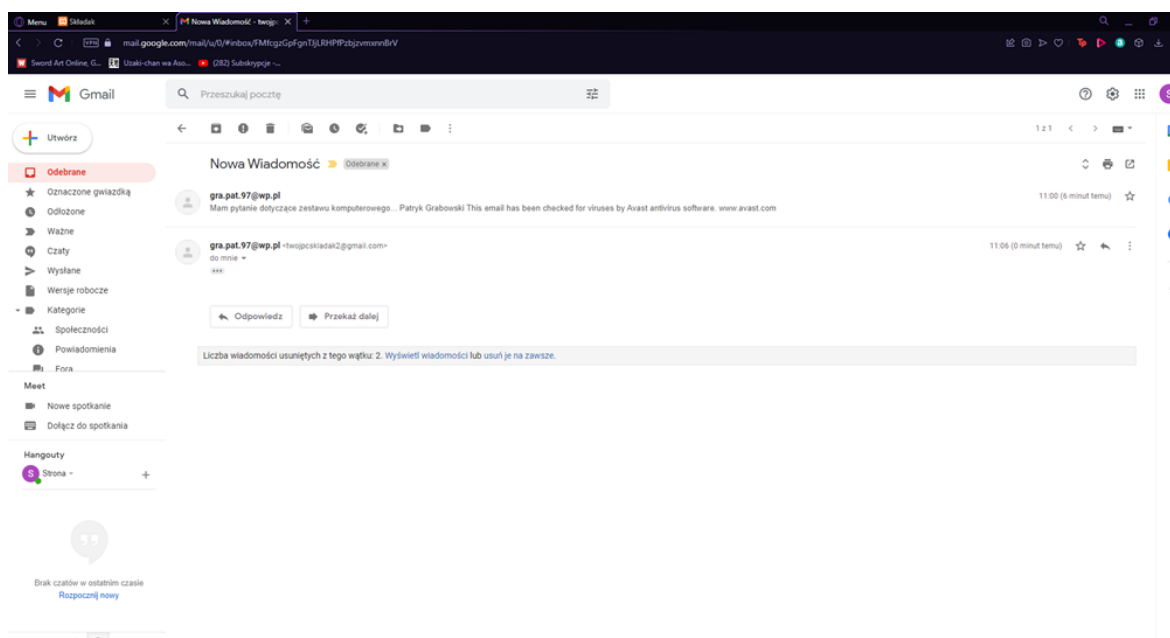 Menu Składak × Nowa Wiadomość - twojpc × +
VPN mail.google.com/mail/u/0/#inbox/FMfcgzGpFgnTJjLRHPfPzbjzvmxnnBrV
Sword Art Online, G... Uzaki-chan wa Aso... (282) Subskrypcje -...
Gmail Przeszukaj pocztę
Utwórz
1 z 1
Nowa Wiadomość Odebrane ×
Odebrane
Oznaczone gwiazdką
Odłożone
Ważne
Czaty
Wysłane
Wersje robocze
Kategorie
Społeczności
Powiadomienia
Fora
gra.pat.97@wp.pl 11:00 (6 minut temu)
Mam pytanie dotyczące zestawu komputerowego... Patryk Grabowski This email has been checked for viruses by Avast antivirus software. www.avast.com
gra.pat.97@wp.pl <twojpcskladak2@gmail.com> 11:06 (0 minut temu)
do mnie
Odpowiedz Przekaż dalej
Liczba wiadomości usuniętych z tego wątku: 2. Wyświetl wiadomości lub usuń je na zawsze.
Meet
Nowe spotkanie
Dołącz do spotkania
Hangouty
S Strona
Brak czatów w ostatnim czasie
Rozpocznij nowy